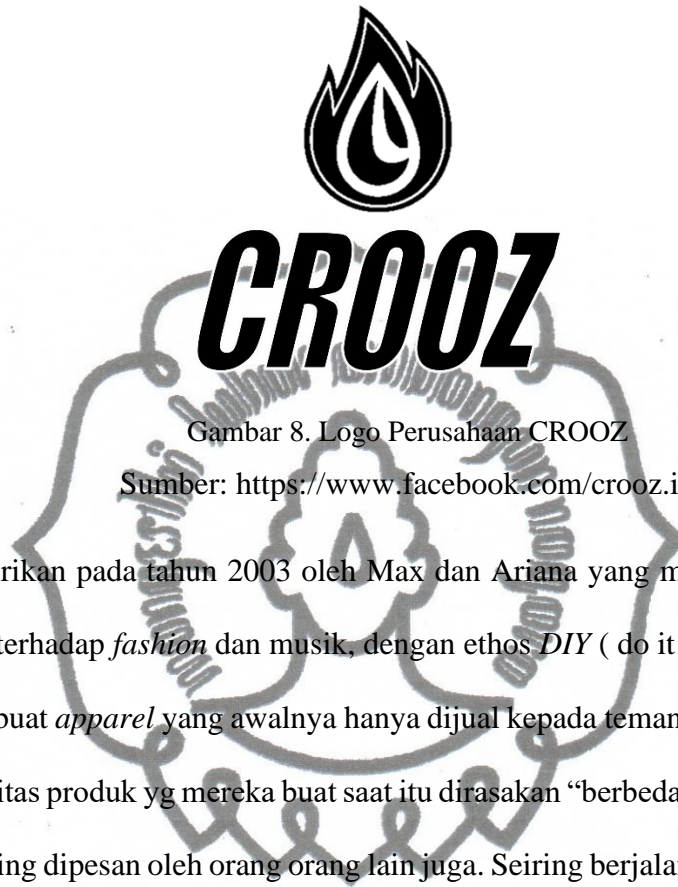 CROOZ
Gambar 8. Logo Perusahaan CROOZ
Sumber: https://www.facebook.com/crooz.i
rikan pada tahun 2003 oleh Max dan Ariana yang m
terhadap fashion dan musik, dengan ethos DIY ( do it
buat apparel yang awalnya hanya dijual kepada teman
itas produk yg mereka buat saat itu dirasakan “berbeda
ing dipesan oleh orang orang lain juga. Seiring berjalan